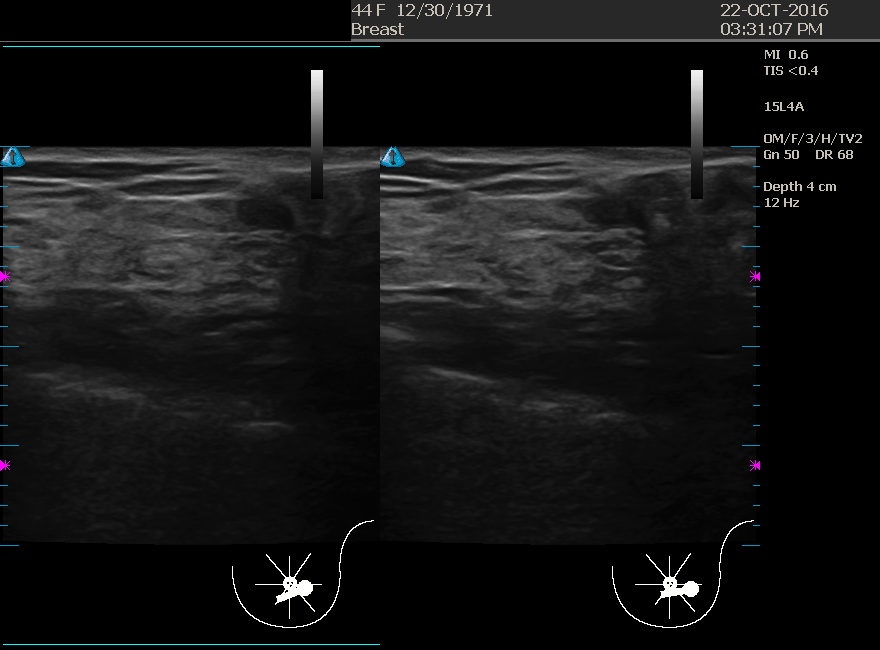 44 F 12/30/1971
22-OCT-2016
Breast
03:31:07 PM
MI 0.6
TIS <0.4
15L4A
OM/F/3/H/TV2
Gn 50 DR 68
Depth 4 cm
12 Hz